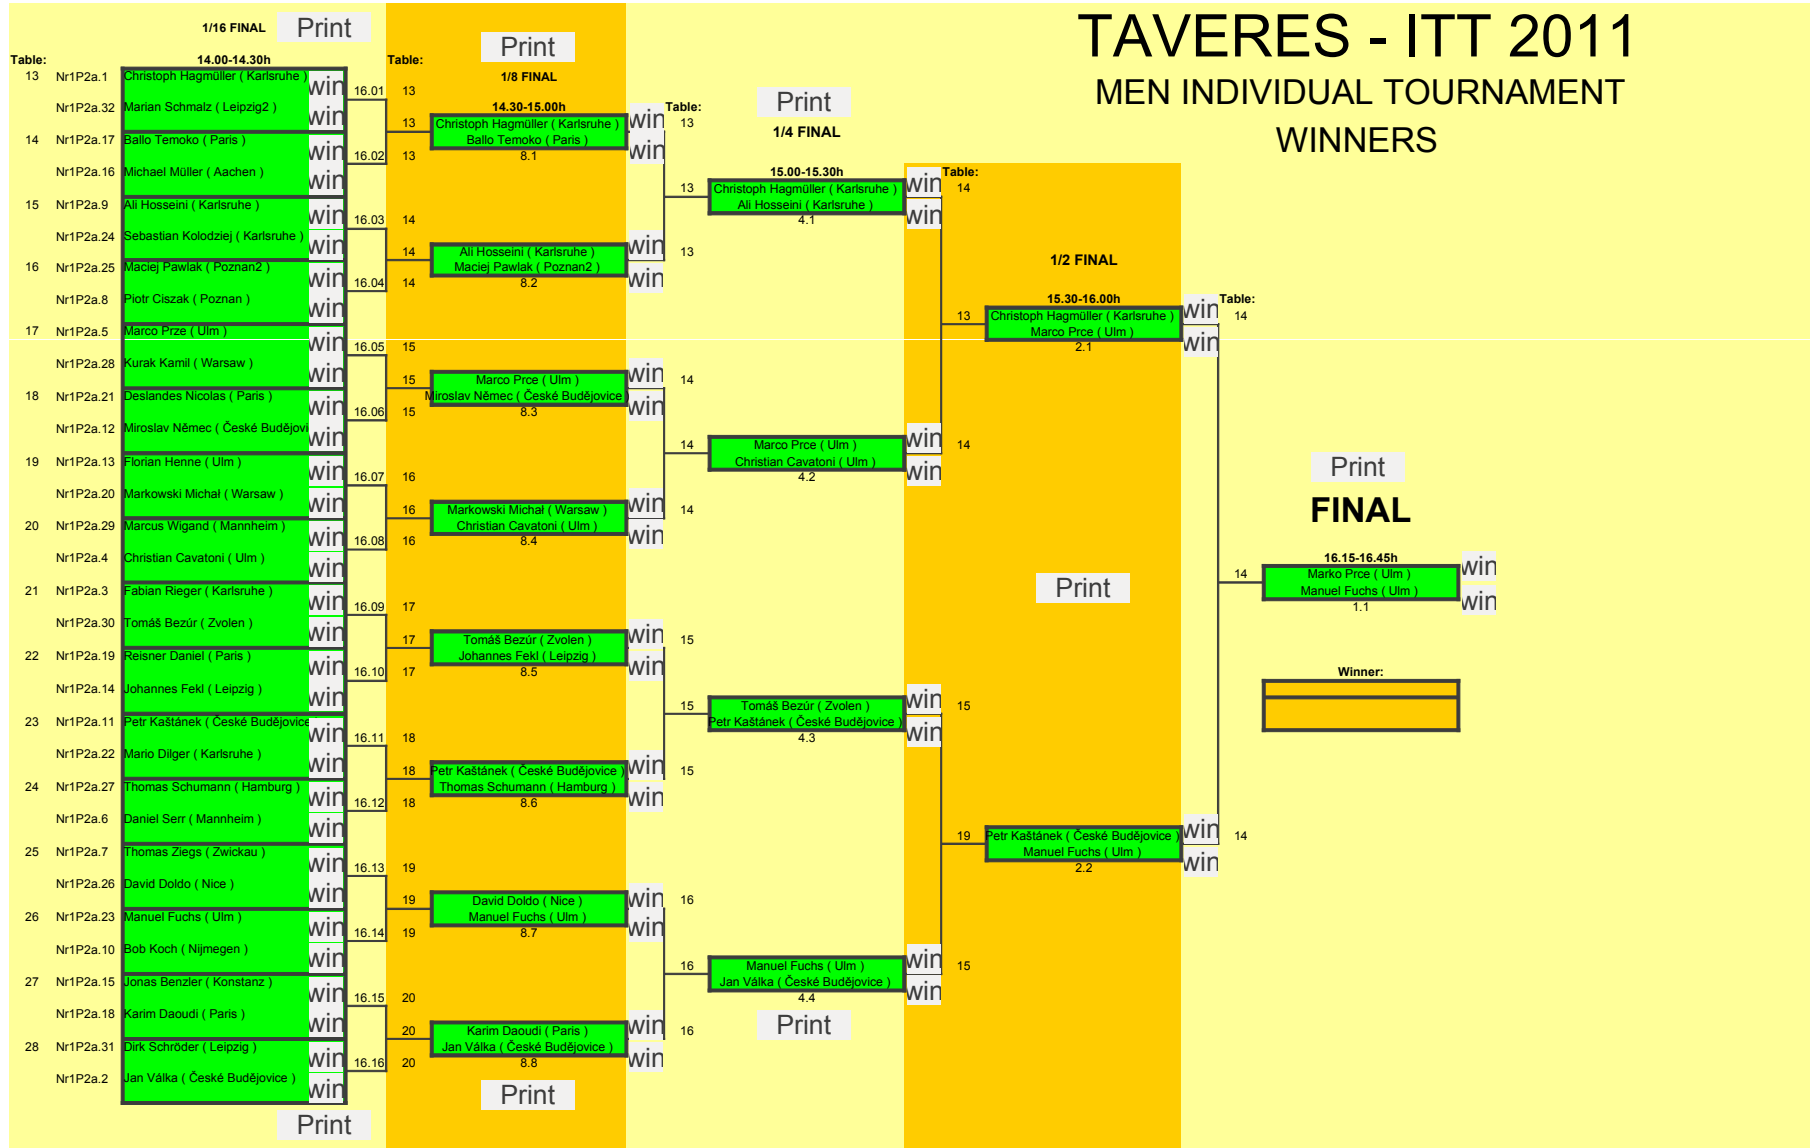 TAVERES - ITT 2011
MEN INDIVIDUAL TOURNAMENT
WINNERS
1/16 FINAL
Print
Table:
14.00-14.30h
13 Nr1P2a.1 Christoph Hagmüller ( Karlsruhe ) win
16.01
Nr1P2a.32 Marian Schmalz ( Leipzig2 ) win
14 Nr1P2a.17 Ballo Temoko ( Paris ) win
16.02
Nr1P2a.16 Michael Müller ( Aachen ) win
15 Nr1P2a.9 Ali Hosseini ( Karlsruhe ) win
16.03
Nr1P2a.24 Sebastian Kolodziej ( Karlsruhe ) win
16 Nr1P2a.25 Maciej Pawlak ( Poznan2 ) win
16.04
Nr1P2a.8 Piotr Ciszak ( Poznan ) win
17 Nr1P2a.5 Marco Prze ( Ulm ) win
16.05
Nr1P2a.28 Kurak Kamil ( Warsaw ) win
18 Nr1P2a.21 Deslandes Nicolas ( Paris ) win
16.06
Nr1P2a.12 Miroslav Němec ( České Budějovi win
19 Nr1P2a.13 Florian Henne ( Ulm ) win
16.07
Nr1P2a.20 Markowski Michał ( Warsaw ) win
20 Nr1P2a.29 Marcus Wigand ( Mannheim ) win
16.08
Nr1P2a.4 Christian Cavatoni ( Ulm ) win
21 Nr1P2a.3 Fabian Rieger ( Karlsruhe ) win
16.09
Nr1P2a.30 Tomáš Bezúr ( Zvolen ) win
22 Nr1P2a.19 Reisner Daniel ( Paris ) win
16.10
Nr1P2a.14 Johannes Fekl ( Leipzig ) win
23 Nr1P2a.11 Petr Kaštánek ( České Budějovice win
16.11
Nr1P2a.22 Mario Dilger ( Karlsruhe ) win
24 Nr1P2a.27 Thomas Schumann ( Hamburg ) win
16.12
Nr1P2a.6 Daniel Serr ( Mannheim ) win
25 Nr1P2a.7 Thomas Ziegs ( Zwickau ) win
16.13
Nr1P2a.26 David Doldo ( Nice ) win
26 Nr1P2a.23 Manuel Fuchs ( Ulm ) win
16.14
Nr1P2a.10 Bob Koch ( Nijmegen ) win
27 Nr1P2a.15 Jonas Benzler ( Konstanz ) win
16.15
Nr1P2a.18 Karim Daoudi ( Paris ) win
28 Nr1P2a.31 Dirk Schröder ( Leipzig ) win
16.16
Nr1P2a.2 Jan Válka ( České Budějovice ) win
Print
Print
Table:
1/8 FINAL
13
14.30-15.00h
13 Christoph Hagmüller ( Karlsruhe ) win
Ballo Temoko ( Paris ) win
13 8.1
14
14 Ali Hosseini ( Karlsruhe ) win
Maciej Pawlak ( Poznan2 ) win
14 8.2
15
15 Marco Prce ( Ulm ) win
Miroslav Němec ( České Budějovice ) win
15 8.3
16
16 Markowski Michał ( Warsaw ) win
Christian Cavatoni ( Ulm ) win
16 8.4
17
17 Tomáš Bezúr ( Zvolen ) win
Johannes Fekl ( Leipzig ) win
17 8.5
18
18 Petr Kaštánek ( České Budějovice ) win
Thomas Schumann ( Hamburg ) win
18 8.6
19
19 David Doldo ( Nice ) win
Manuel Fuchs ( Ulm ) win
19 8.7
20
20 Karim Daoudi ( Paris ) win
Jan Válka ( České Budějovice ) win
20 8.8
Print
Print
Table:
13
1/4 FINAL
15.00-15.30h
13 Christoph Hagmüller ( Karlsruhe ) win
Ali Hosseini ( Karlsruhe ) win
4.1
13
14
14 Marco Prce ( Ulm ) win
Christian Cavatoni ( Ulm ) win
4.2
14
15
15 Tomáš Bezúr ( Zvolen ) win
Petr Kaštánek ( České Budějovice ) win
4.3
15
16
16 Manuel Fuchs ( Ulm ) win
Jan Válka ( České Budějovice ) win
4.4
16
Print
Table:
14
1/2 FINAL
15.30-16.00h
13 Christoph Hagmüller ( Karlsruhe ) win
Marco Prce ( Ulm ) win
2.1
14
Print
15
19 Petr Kaštánek ( České Budějovice ) win
Manuel Fuchs ( Ulm ) win
2.2
15
Table:
14
Print
FINAL
16.15-16.45h
14 Marko Prce ( Ulm ) win
Manuel Fuchs ( Ulm ) win
1.1
Winner:
14